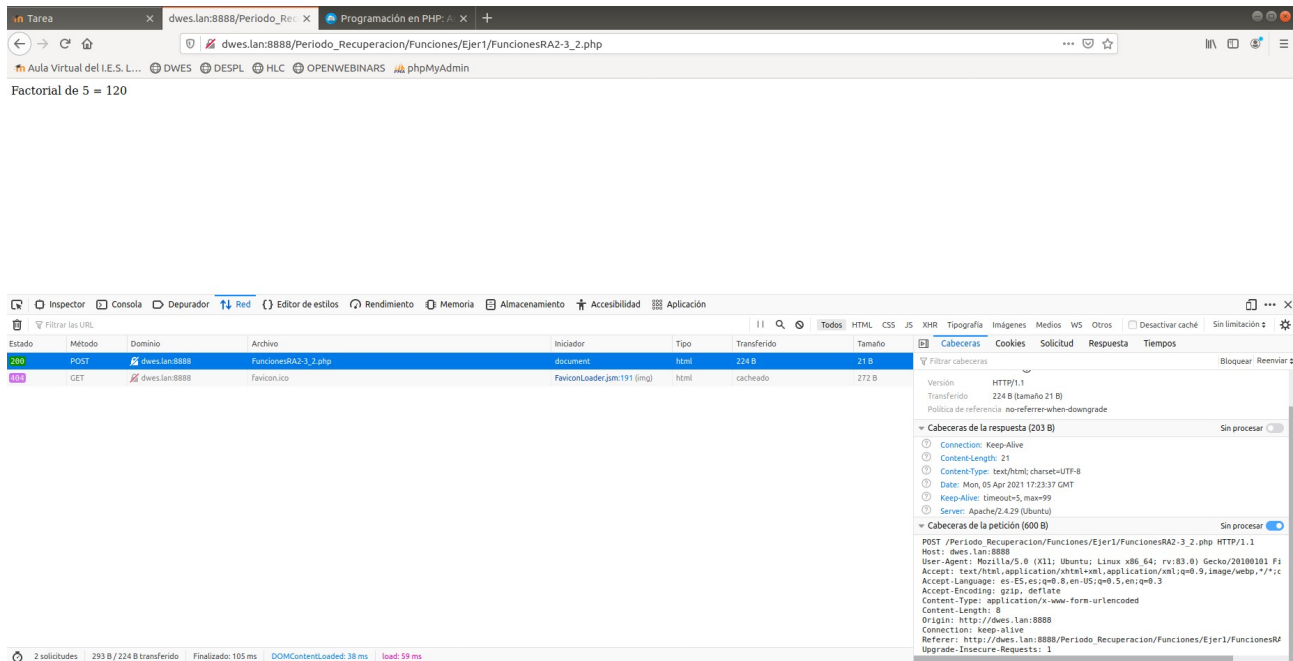 Tarea
dwes.lan:8888/Periodo_Rec
Programación en PHP: A
dwes.lan:8888/Periodo_Recuperacion/Funciones/Ejer1/FuncionesRA2-3_2.php
Aula Virtual del I.E.S. L... DWES DESPL HLC OPENWEBINARS phpMyAdmin
Factorial de 5 = 120
Inspector Consola Depurador Red Editor de estilos Rendimiento Memoria Almacenamiento Accesibilidad Aplicación
Filtrar las URL Todos HTML CSS JS XHR Tipografía Imágenes Medios WS Otros Desactivar caché Sin limitación
Estado Método Dominio Archivo Iniciador Tipo Transferido Tamaño
200 POST dwes.lan:8888 FuncionesRA2-3_2.php document html 224 B 21 B
404 GET dwes.lan:8888 favicon.ico FaviconLoader.jsm:191 (img) html cacheado 272 B
Cabeceras Cookies Solicitud Respuesta Tiempos
Filtrar cabeceras Bloquear Reenviar
Versión HTTP/1.1
Transferido 224 B (tamaño 21 B)
Política de referencia no-referrer-when-downgrade
Cabeceras de la respuesta (203 B) Sin procesar
Connection: Keep-Alive
Content-Length: 21
Content-Type: text/html; charset=UTF-8
Date: Mon, 05 Apr 2021 17:23:37 GMT
Keep-Alive: timeout=5, max=99
Server: Apache/2.4.29 (Ubuntu)
Cabeceras de la petición (600 B) Sin procesar
POST /Periodo_Recuperacion/Funciones/Ejer1/FuncionesRA2-3_2.php HTTP/1.1
Host: dwes.lan:8888
User-Agent: Mozilla/5.0 (X11; Ubuntu; Linux x86_64; rv:83.0) Gecko/20100101 Fi
Accept: text/html,application/xhtml+xml,application/xml;q=0.9,image/webp,*/*;
Accept-Language: es-ES,es;q=0.8,en-US;q=0.5,en;q=0.3
Accept-Encoding: gzip, deflate
Content-Type: application/x-www-form-urlencoded
Content-Length: 8
Origin: http://dwes.lan:8888
Connection: keep-alive
Referer: http://dwes.lan:8888/Periodo_Recuperacion/Funciones/Ejer1/FuncionesRA
Upgrade-Insecure-Requests: 1
2 solicitudes 293 B / 224 B transferido Finalizado: 105 ms DOMContentLoaded: 38 ms load: 59 ms